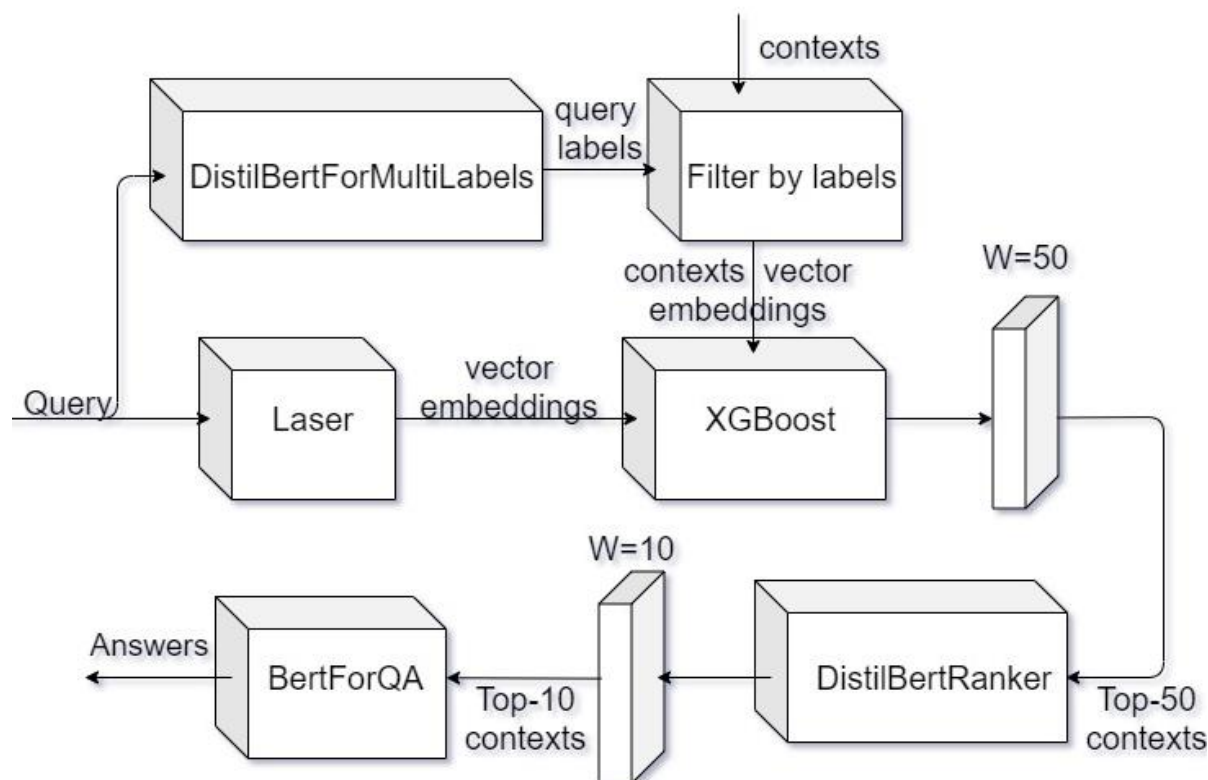 contexts
query
labels
DistilBertForMultiLabels
Filter by labels
contexts vector
embeddings
W=50
Query
Laser
vector
embeddings
XGBoost
W=10
Answers
BertForQA
Top-10
contexts
DistilBertRanker
Top-50
contexts